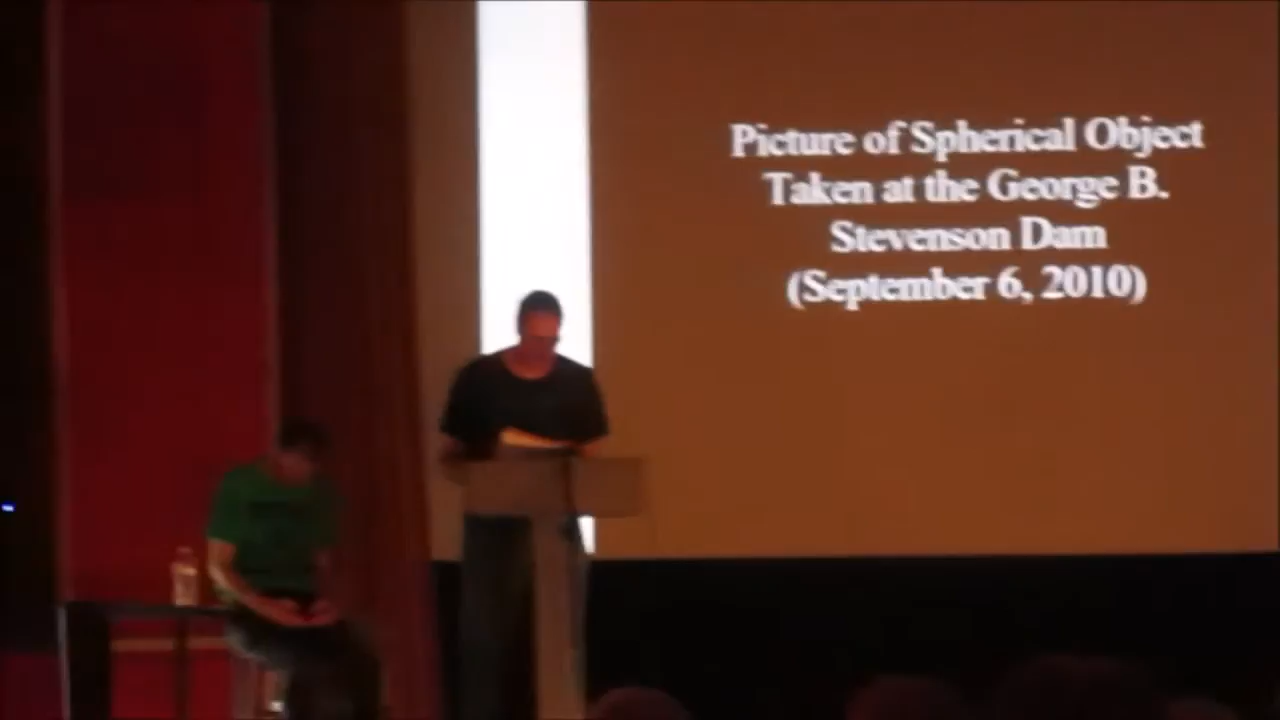 Picture of Spherical Object
Taken at the George B.
Stevenson Dam
(September 6, 2010)